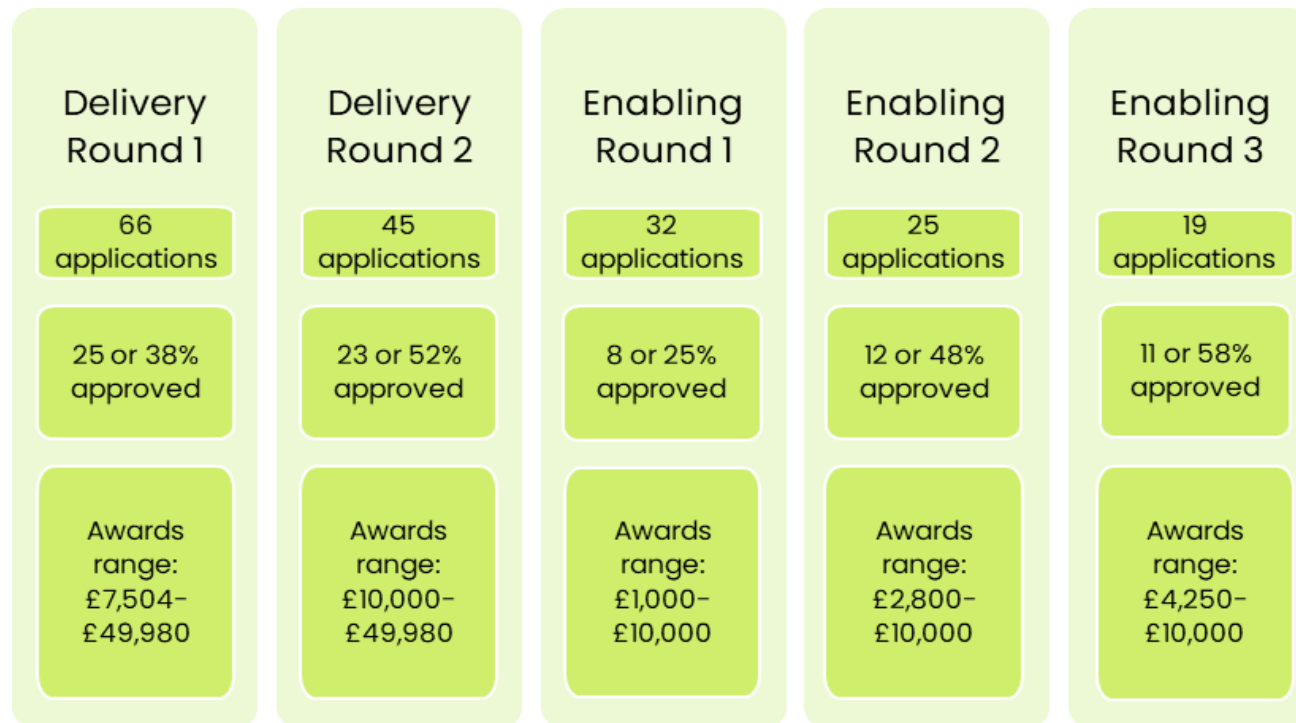 Delivery
Round 1
66
applications
25 or 38%
approved
Awards
range:
£7,504-
£49,980
Delivery
Round 2
45
applications
23 or 52%
approved
Awards
range:
£10,000-
£49,980
Enabling
Round 1
32
applications
8 or 25%
approved
Awards
range:
£1,000-
£10,000
Enabling
Round 2
25
applications
12 or 48%
approved
Awards
range:
£2,800-
£10,000
Enabling
Round 3
19
applications
11 or 58%
approved
Awards
range:
£4,250-
£10,000